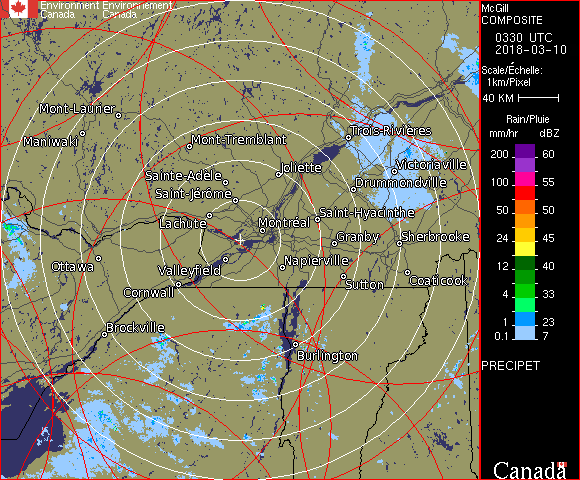 Environment Environnement
Canada Canada
McGill
COMPOSITE
0330 UTC
2018-03-10
Scale/Échelle:
1km/Pixel
40 KM
Rain/Pluie
mm/hr dBZ
200 60
100 55
50 50
24 45
12 40
4 33
1 23
0.1 7
PRECIPET
Canada
Mont-Laurier
Maniwaki
Mont-Tremblant
Trois-Rivières
Joliette
Victoriaville
Sainte-Adèle
Drummondville
Saint-Jérôme
Saint-Hyacinthe
Lachute
Montréal
Granby
Sherbrooke
Ottawa
Valleyfield
Napierville
Coaticook
Cornwall
Sutton
Brockville
Burlington